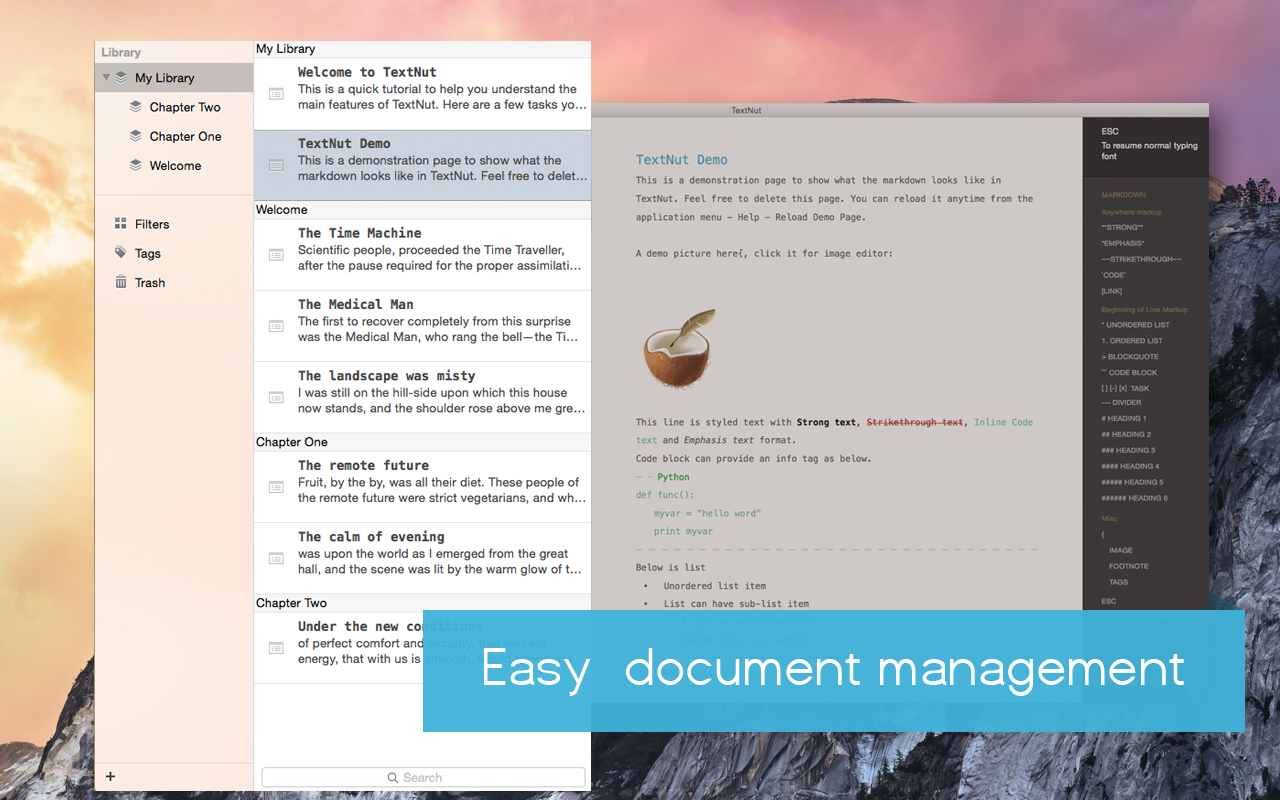 Library
My Library
Chapter Two
Chapter One
Welcome
Filters
Tags
Trash
My Library
Welcome to TextNut
This is a quick tutorial to help you understand the
main features of TextNut. Here are a few tasks yo...
TextNut Demo
This is a demonstration page to show what the
markdown looks like in TextNut. Feel free to delet...
Welcome
The Time Machine
Scientific people, proceeded the Time Traveller,
after the pause required for the proper assimilati...
The Medical Man
The first to recover completely from this surprise
was the Medical Man, who rang the bell—the Ti...
The landscape was misty
I was still on the hill-side upon which this house
now stands, and the shoulder rose above me gre...
Chapter One
The remote future
Fruit, by the by, was all their diet. These people of
the remote future were strict vegetarians, and wh...
The calm of evening
was upon the world as I emerged from the great
hall, and the scene was lit by the warm glow of t...
Chapter Two
Under the new conditions
of perfect comfort and security, that restless
energy, that with us is strength,
+
Search
TextNut
TextNut Demo
This is a demonstration page to show what the markdown looks like in
TextNut. Feel free to delete this page. You can reload it anytime from the
application menu – Help – Reload Demo Page.
A demo picture here{, click it for image editor:
This line is styled text with Strong text, Strikethrough text, Inline Code
text and Emphasis text format.
Code block can provide an info tag as below.
— - Python
def func():
myvar = “hello word”
print myvar
Below is list
• Unordered list item
• List can have sub-list item
ESC
To resume normal typing
font
MARKDOWN
Anywhere markup
**STRONG**
*EMPHASIS*
~~STRIKETHROUGH~~
`CODE`
[LINK]
Beginning of Line Markup
* UNORDERED LIST
1. ORDERED LIST
> BLOCKQUOTE
``` CODE BLOCK
[ ] [-] [x] TASK
--- DIVIDER
# HEADING 1
## HEADING 2
### HEADING 3
#### HEADING 4
##### HEADING 5
###### HEADING 6
Misc
{
IMAGE
FOOTNOTE
TAGS
ESC
Easy document management